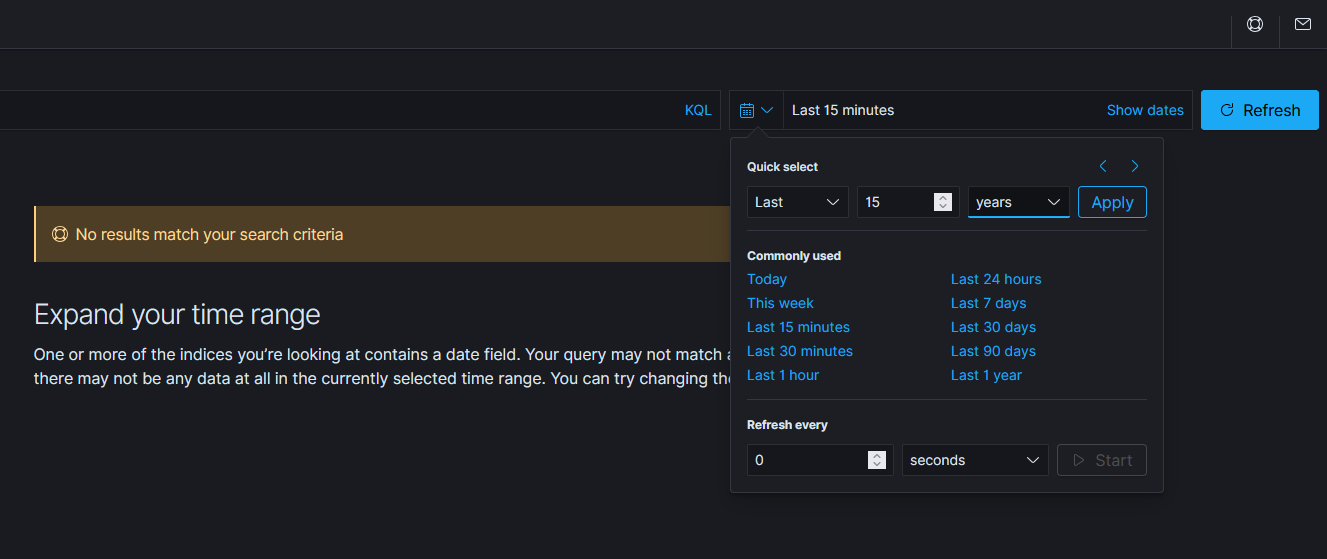 KQL
Last 15 minutes
Show dates
Refresh
Quick select
Last
15
years
Apply
No results match your search criteria
Expand your time range
One or more of the indices you’re looking at contains a date field. Your query may not match
there may not be any data at all in the currently selected time range. You can try changing
Commonly used
Today
Last 24 hours
This week
Last 7 days
Last 15 minutes
Last 30 days
Last 30 minutes
Last 90 days
Last 1 hour
Last 1 year
Refresh every
0
seconds
Start